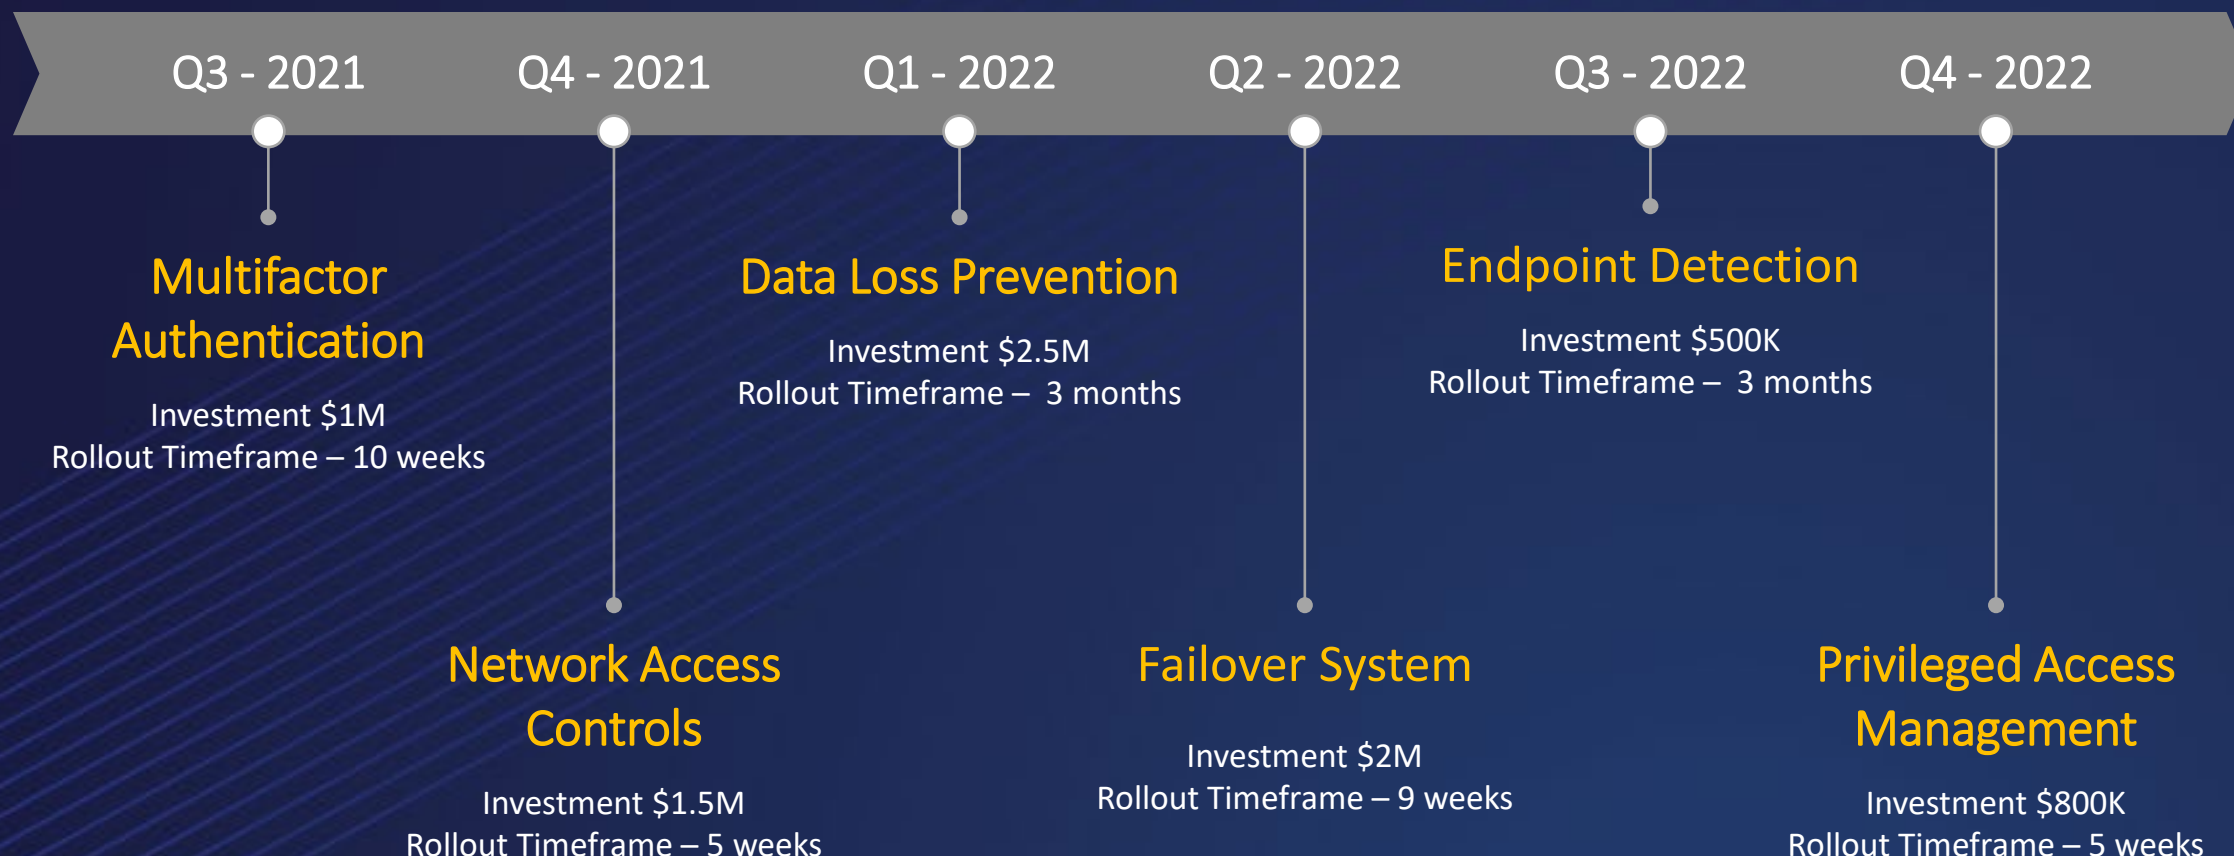 Q3 - 2021
Q4 - 2021
Q1 - 2022
Q2 - 2022
Q3 - 2022
Q4 - 2022
Multifactor
Authentication
Investment $1M
Rollout Timeframe – 10 weeks
Network Access
Controls
Investment $1.5M
Rollout Timeframe – 5 weeks
Data Loss Prevention
Investment $2.5M
Rollout Timeframe – 3 months
Failover System
Investment $2M
Rollout Timeframe – 9 weeks
Endpoint Detection
Investment $500K
Rollout Timeframe – 3 months
Privileged Access
Management
Investment $800K
Rollout Timeframe – 5 weeks